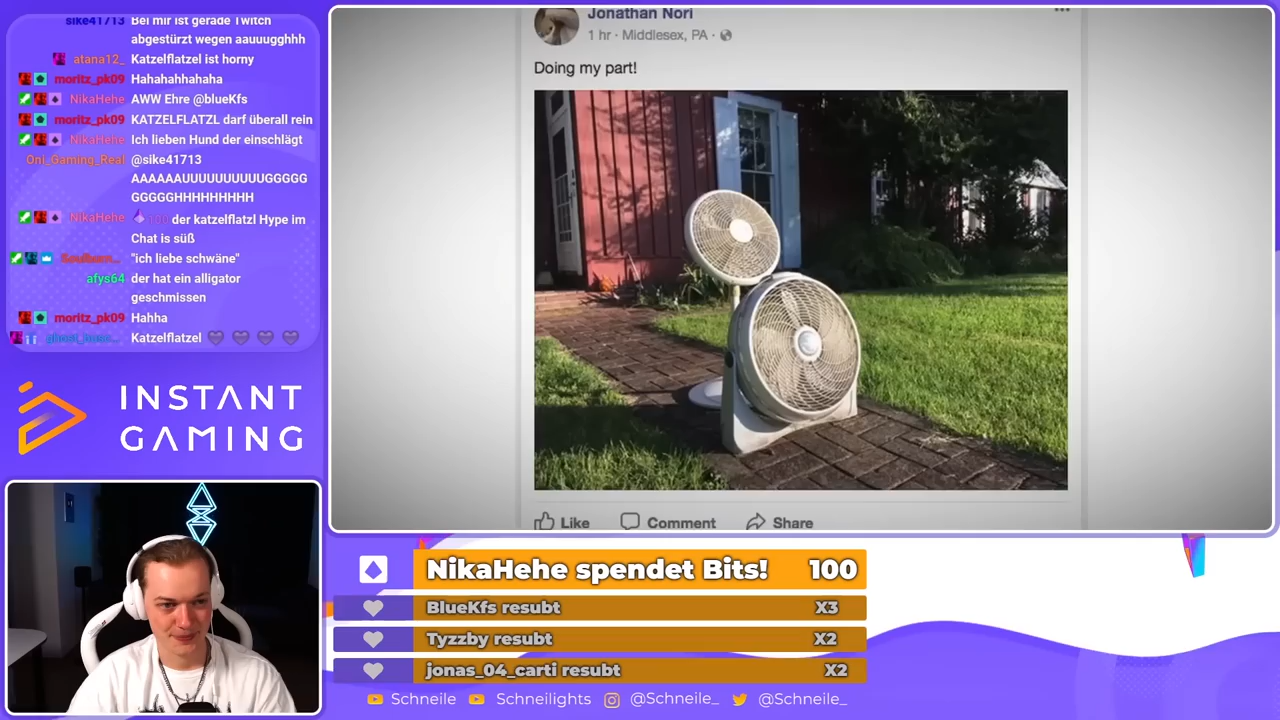 sike41713 Bei mir ist gerade Twitch
abgestürzt wegen aauuugghhh
atana12_ Katzelflatzel ist horny
moritz_pk09 Hahahahhahaha
NikaHehe AWW Ehre @blueKfs
moritz_pk09 KATZELFLATZL darf überall rein
NikaHehe Ich lieben Hund der einschlägt
Oni_Gaming_Real @sike41713
AAAAAAUUUUUUUUUUGGGGG
GGGGGHHHHHHHHH
NikaHehe 100 der katzelflatzl Hype im
Chat is süß
"ich liebe schwäne"
afys64 der hat ein alligator
geschmissen
moritz_pk09 Hahha
Katzelflatzel
INSTANT
GAMING
Jonathan Nori
1 hr · Middlesex, PA ·
Doing my part!
Like Comment Share
NikaHehe spendet Bits! 100
BlueKfs resubt X3
Tyzzby resubt X2
jonas_04_carti resubt X2
Schneile Schneilights @Schneile_ @Schneile_